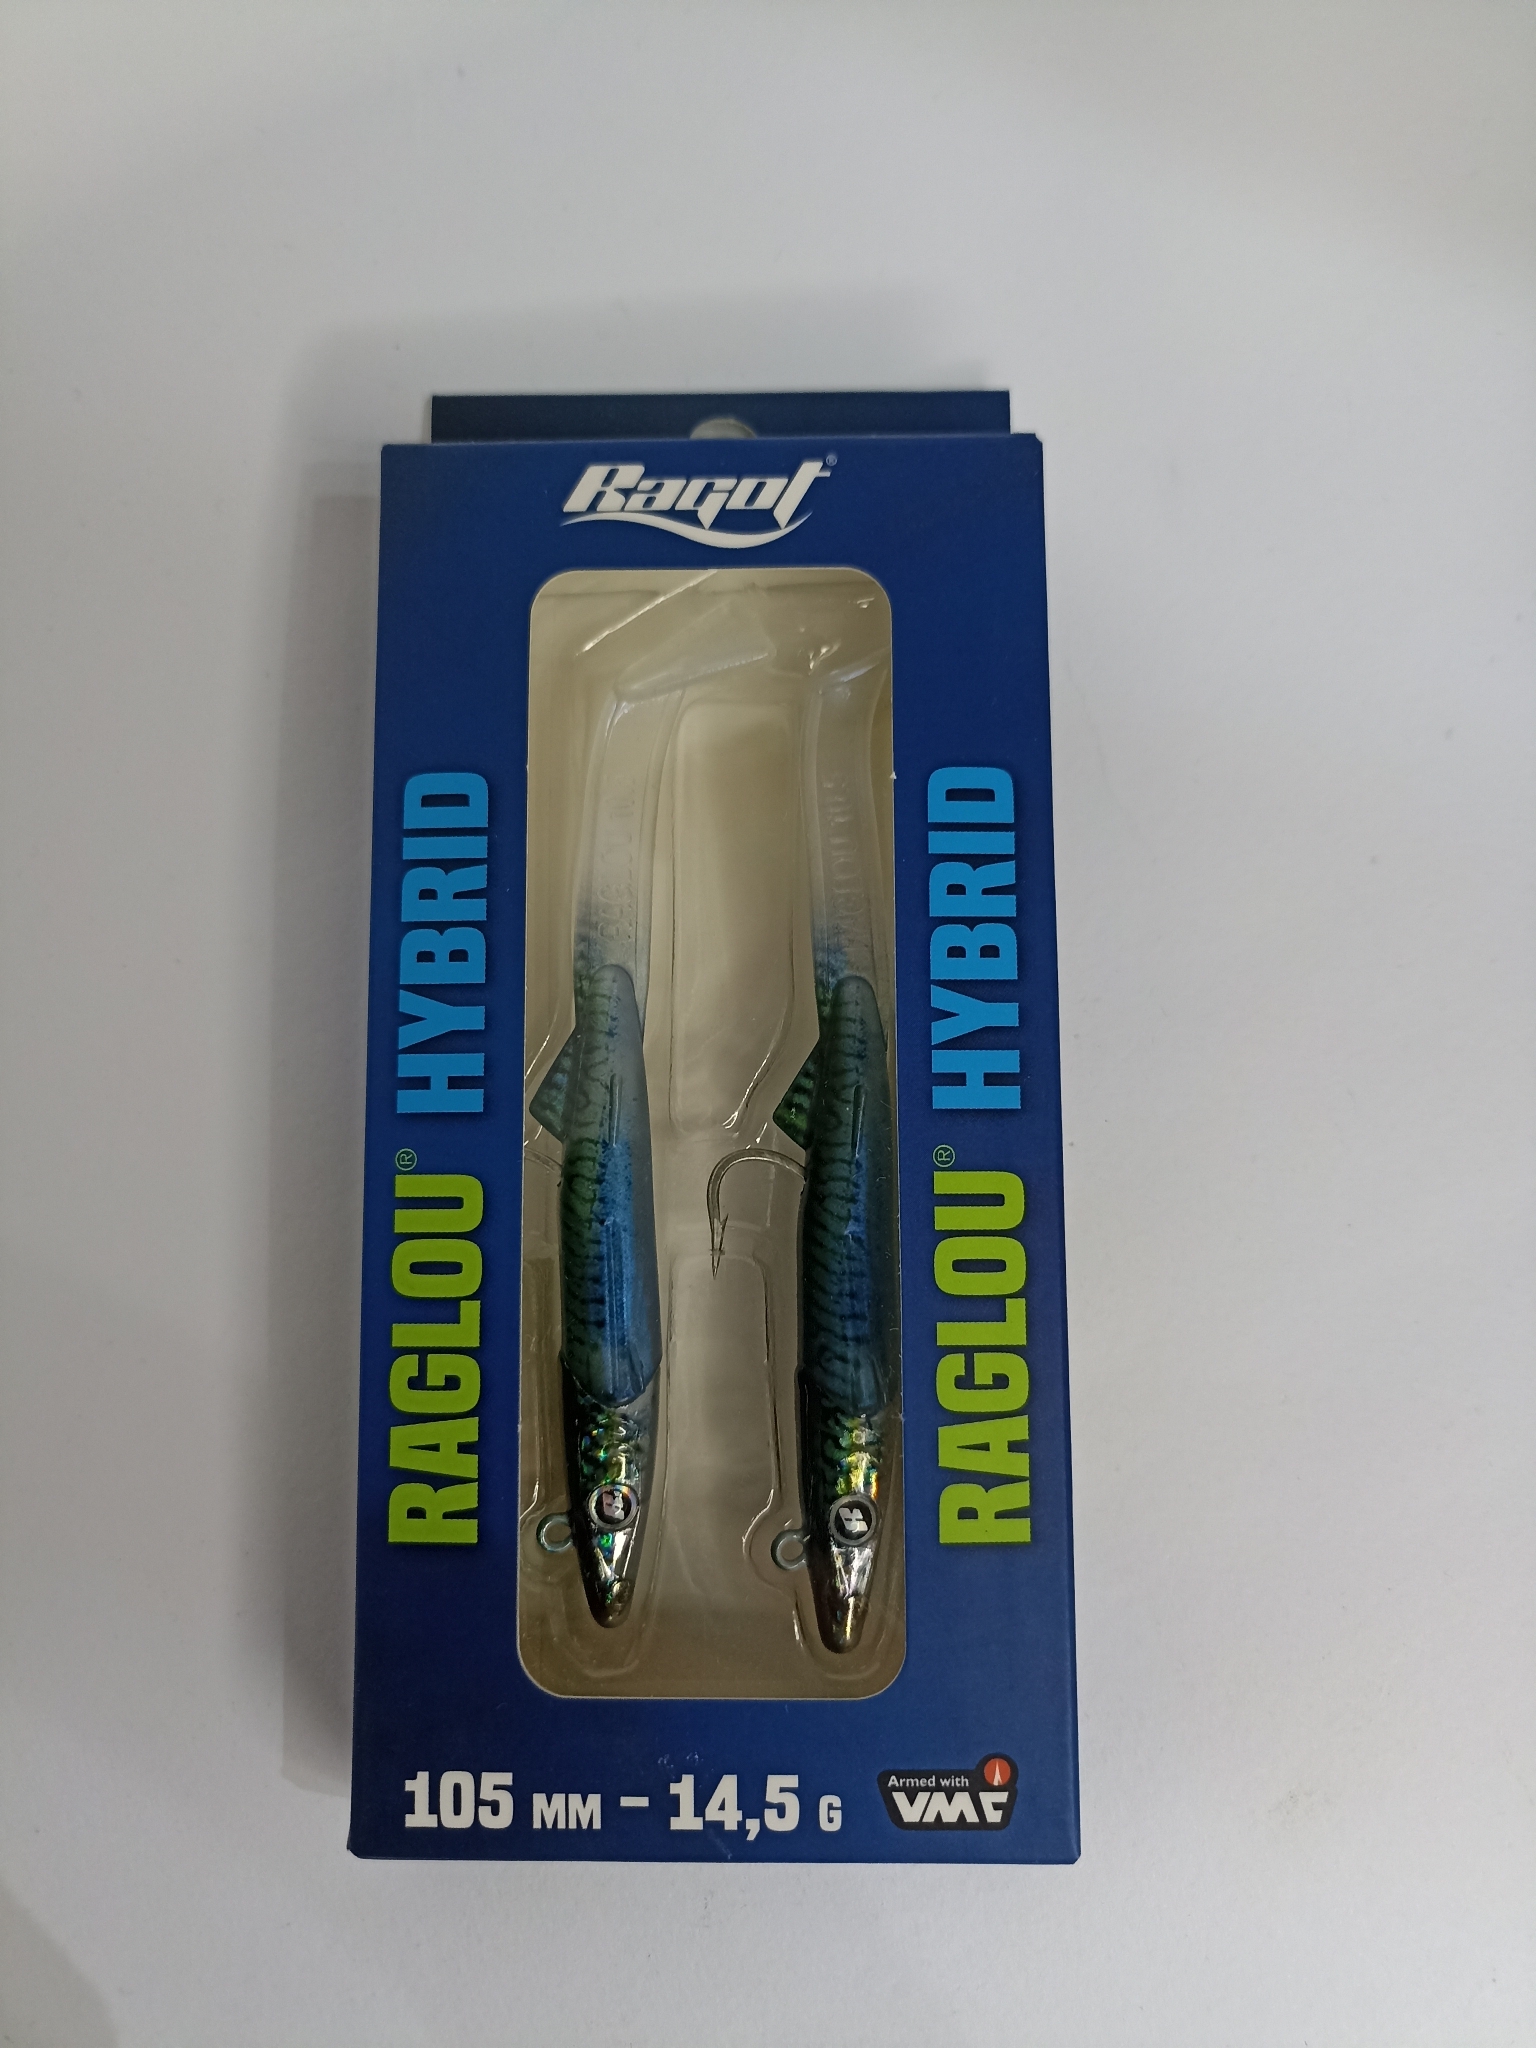 Ragot®
RAGLOU® HYBRID
RAGLOU® HYBRID
105 MM - 14,5 G
Armed with
VMC